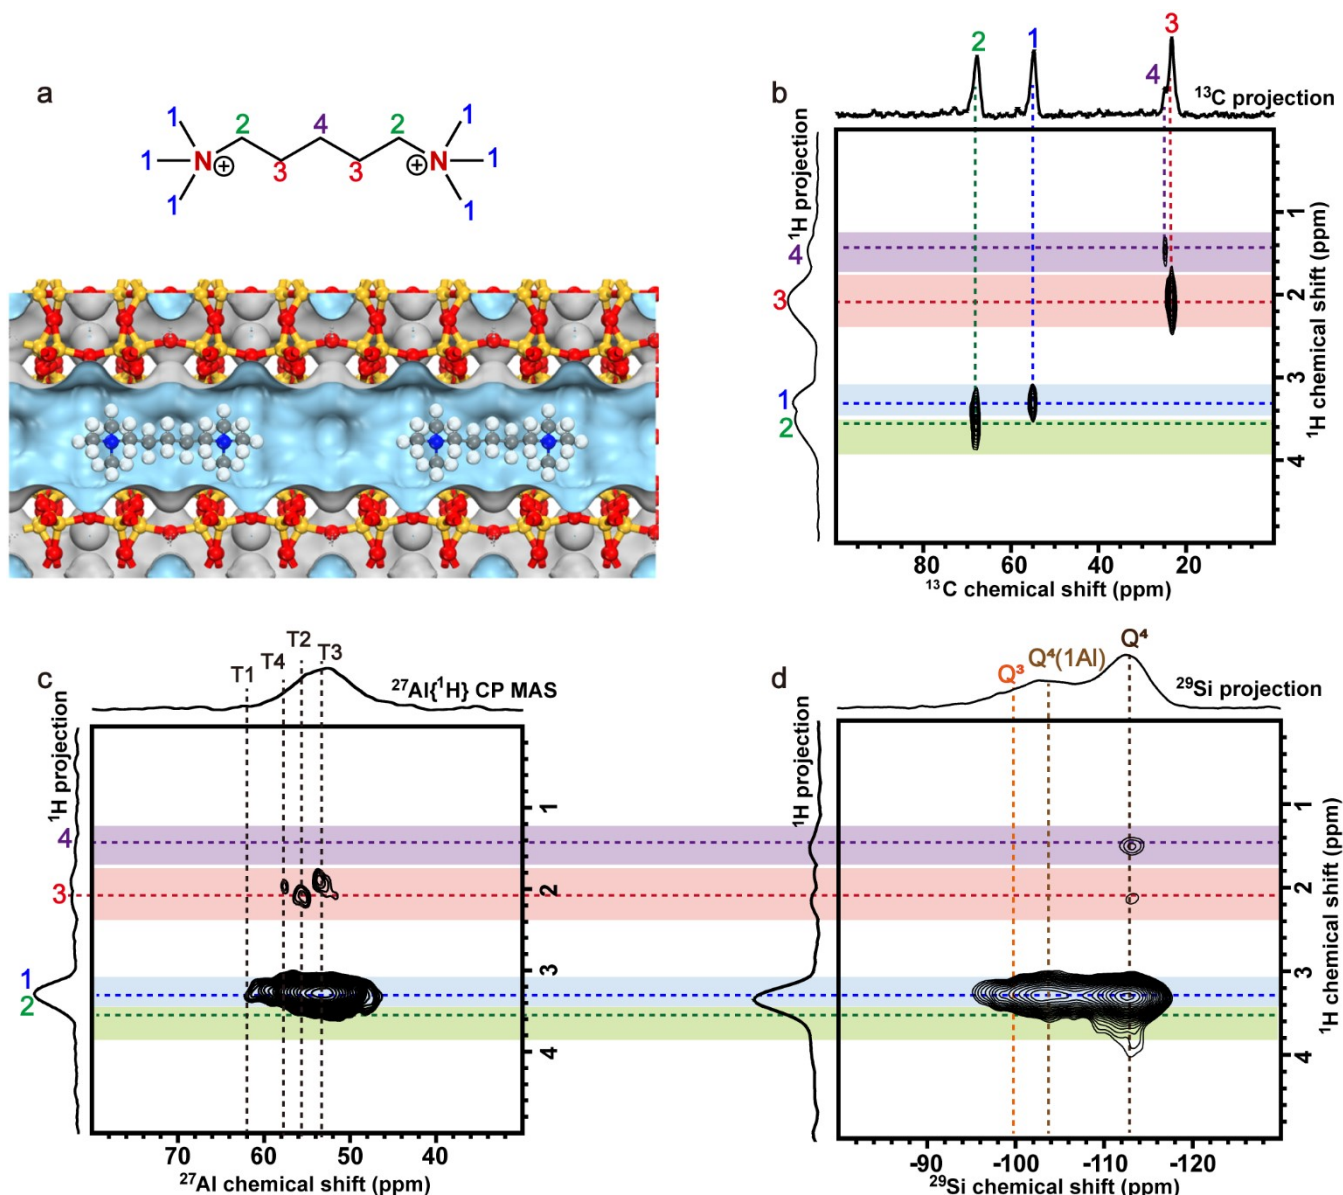 a
1 2 4 2 1
1 N ⊕ ⊕ N 1
1 3 3 1
b
2 1 3
4
¹³C projection
¹H projection
4
3
1
2
1
2
3
4
¹H chemical shift (ppm)
80 60 40 20
¹³C chemical shift (ppm)
c
T1 T4 T2 T3
²⁷Al{¹H} CP MAS
¹H projection
4
3
1
2
1
2
3
4
70 60 50 40
²⁷Al chemical shift (ppm)
d
Q³ Q⁴(1Al) Q⁴
²⁹Si projection
¹H projection
1
2
3
4
¹H chemical shift (ppm)
-90 -100 -110 -120
²⁹Si chemical shift (ppm)